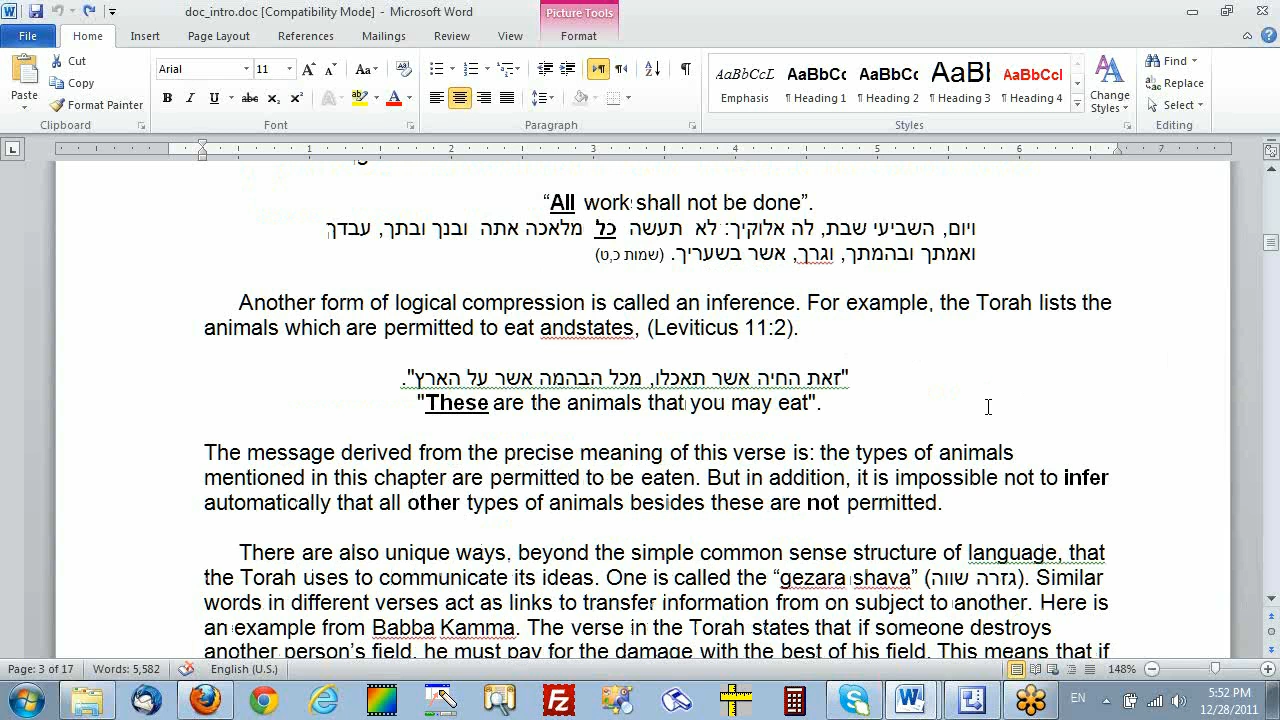 doc_intro.doc [Compatibility Mode] - Microsoft Word
Picture Tools
File
Home
Insert
Page Layout
References
Mailings
Review
View
Format
Paste
Cut
Copy
Format Painter
Clipboard
Arial
11
Font
Paragraph
AaBbCcL
Emphasis
AaBbCc
¶ Heading 1
AaBbCc
¶ Heading 2
AaBb
¶ Heading 3
AaBbCcI
¶ Heading 4
Change
Styles
Styles
Find
Replace
Select
Editing
1 2 3 4 5 6 7
“All work shall not be done”.
ויום, השביעי שבת, לה אלוקיך: לא תעשה כל מלאכה אתה ובנך ובתך, עבדך
ואמתך ובהמתך, וגרך, אשר בשעריך. (שמות כ,ט)
Another form of logical compression is called an inference. For example, the Torah lists the
animals which are permitted to eat andstates, (Leviticus 11:2).
"זאת החיה אשר תאכלו, מכל הבהמה אשר על הארץ".
"These are the animals that you may eat".
The message derived from the precise meaning of this verse is: the types of animals
mentioned in this chapter are permitted to be eaten. But in addition, it is impossible not to infer
automatically that all other types of animals besides these are not permitted.
There are also unique ways, beyond the simple common sense structure of language, that
the Torah uses to communicate its ideas. One is called the “gezara shava” (גזרה שווה). Similar
words in different verses act as links to transfer information from on subject to another. Here is
an example from Babba Kamma. The verse in the Torah states that if someone destroys
another person’s field, he must pay for the damage with the best of his field. This means that if
Page: 3 of 17
Words: 5,582
English (U.S.)
148%
EN
5:52 PM
12/28/2011